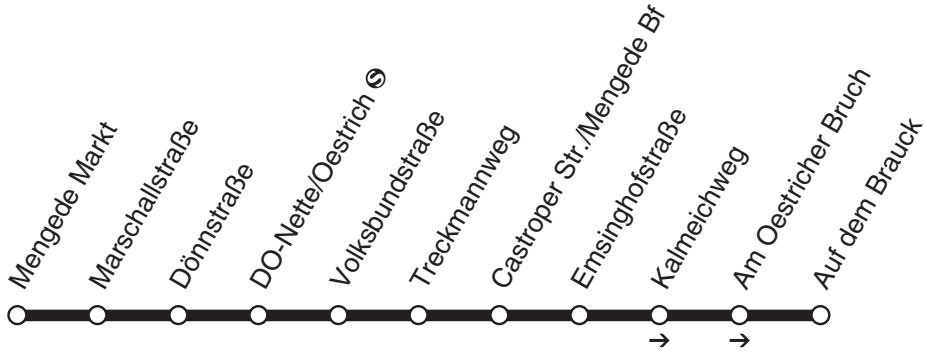 Mengede Markt
Marschallstraße
Dönnstraße
DO-Nette/Oestrich S
Volksbundstraße
Treckmannweg
Castroper Str./Mengede Bf
Emsinghofstraße
Kalmeichweg
Am Oestricher Bruch
Auf dem Brauck